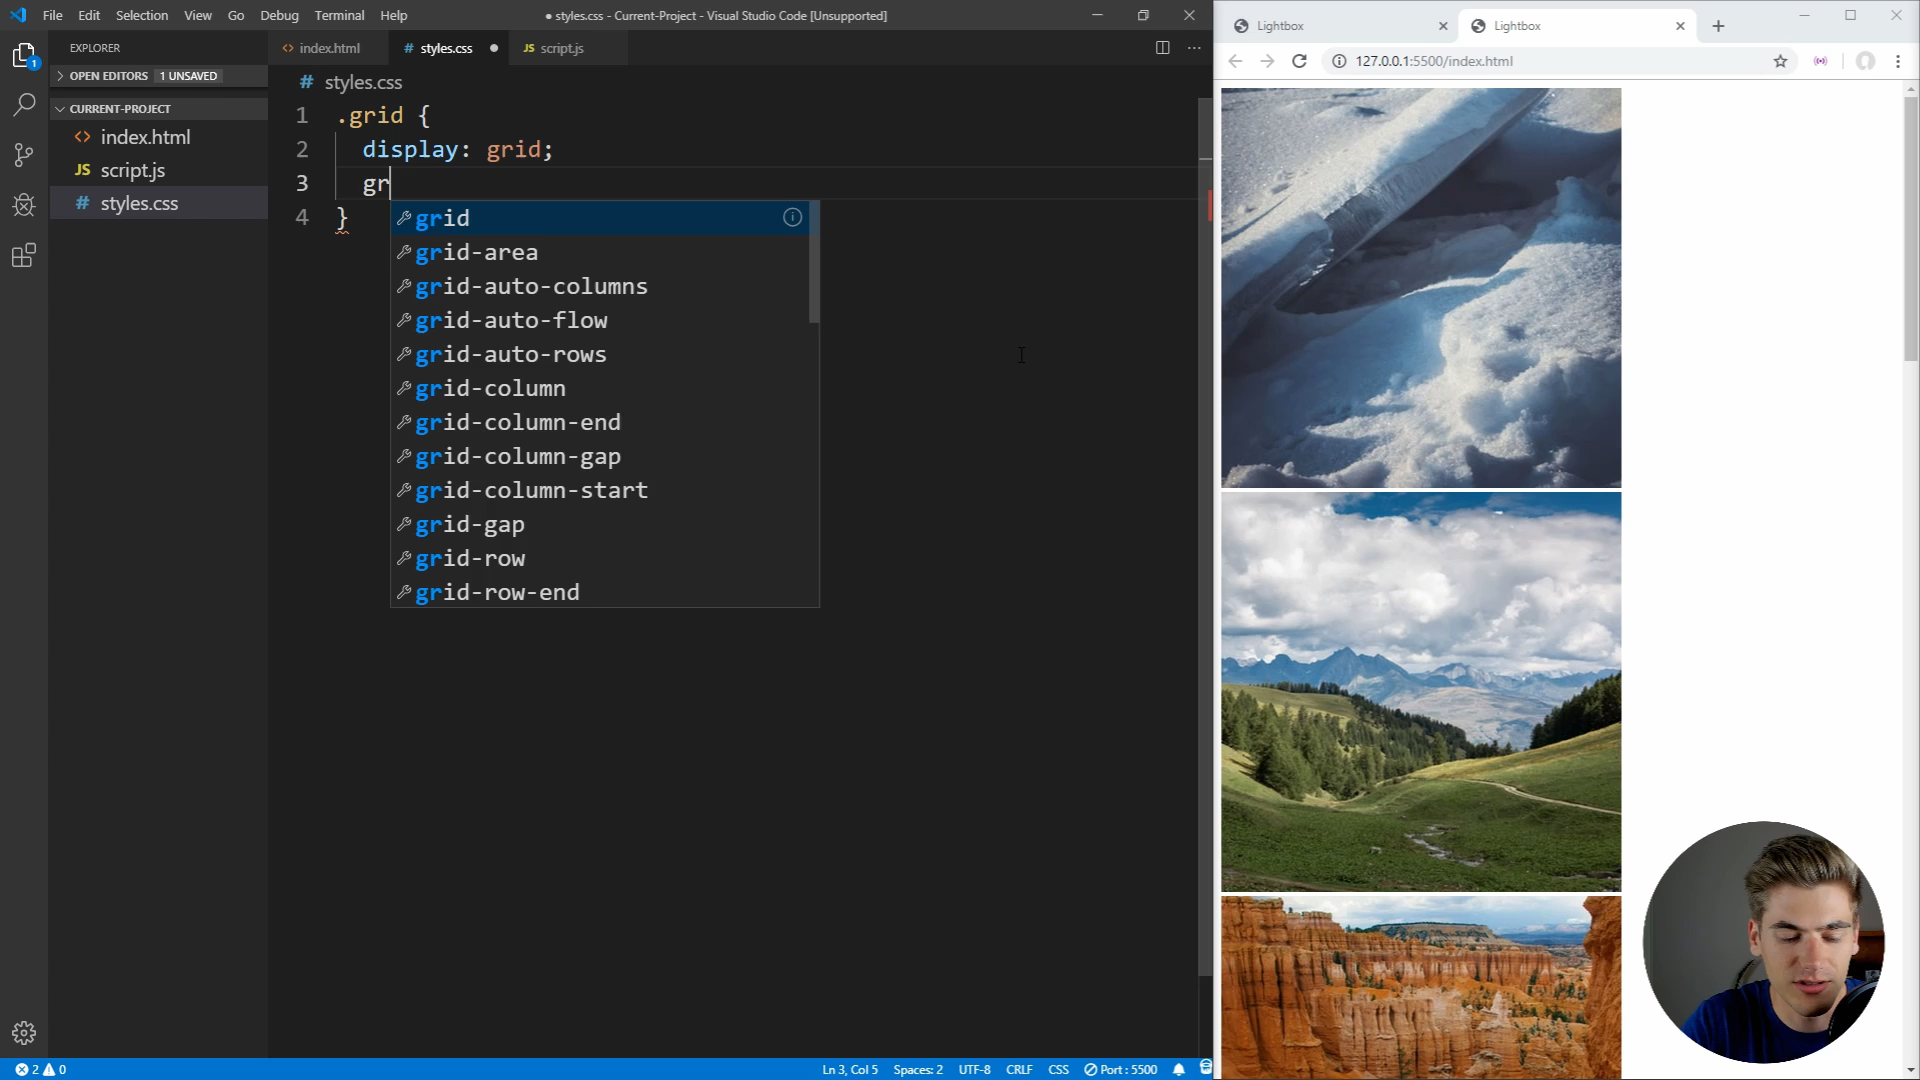 File Edit Selection View Go Debug Terminal Help
● styles.css - Current-Project - Visual Studio Code [Unsupported]
EXPLORER
OPEN EDITORS 1 UNSAVED
CURRENT-PROJECT
<> index.html
JS script.js
# styles.css
1
<> index.html
# styles.css
JS script.js
# styles.css
1 .grid {
2 display: grid;
3 gr
4 }
grid
grid-area
grid-auto-columns
grid-auto-flow
grid-auto-rows
grid-column
grid-column-end
grid-column-gap
grid-column-start
grid-gap
grid-row
grid-row-end
2 0
Ln 3, Col 5 Spaces: 2 UTF-8 CRLF CSS Port : 5500
Lightbox
Lightbox
127.0.0.1:5500/index.html